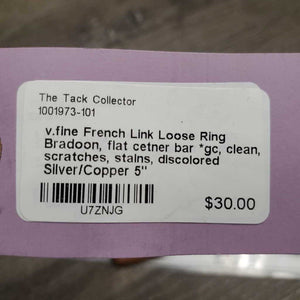 The Tack Collector
1001973-101
v.fine French Link Loose Ring
Bradoon, flat cetner bar *gc, clean,
scratches, stains, discolored
Silver/Copper 5"
U7ZNJG
$30.00